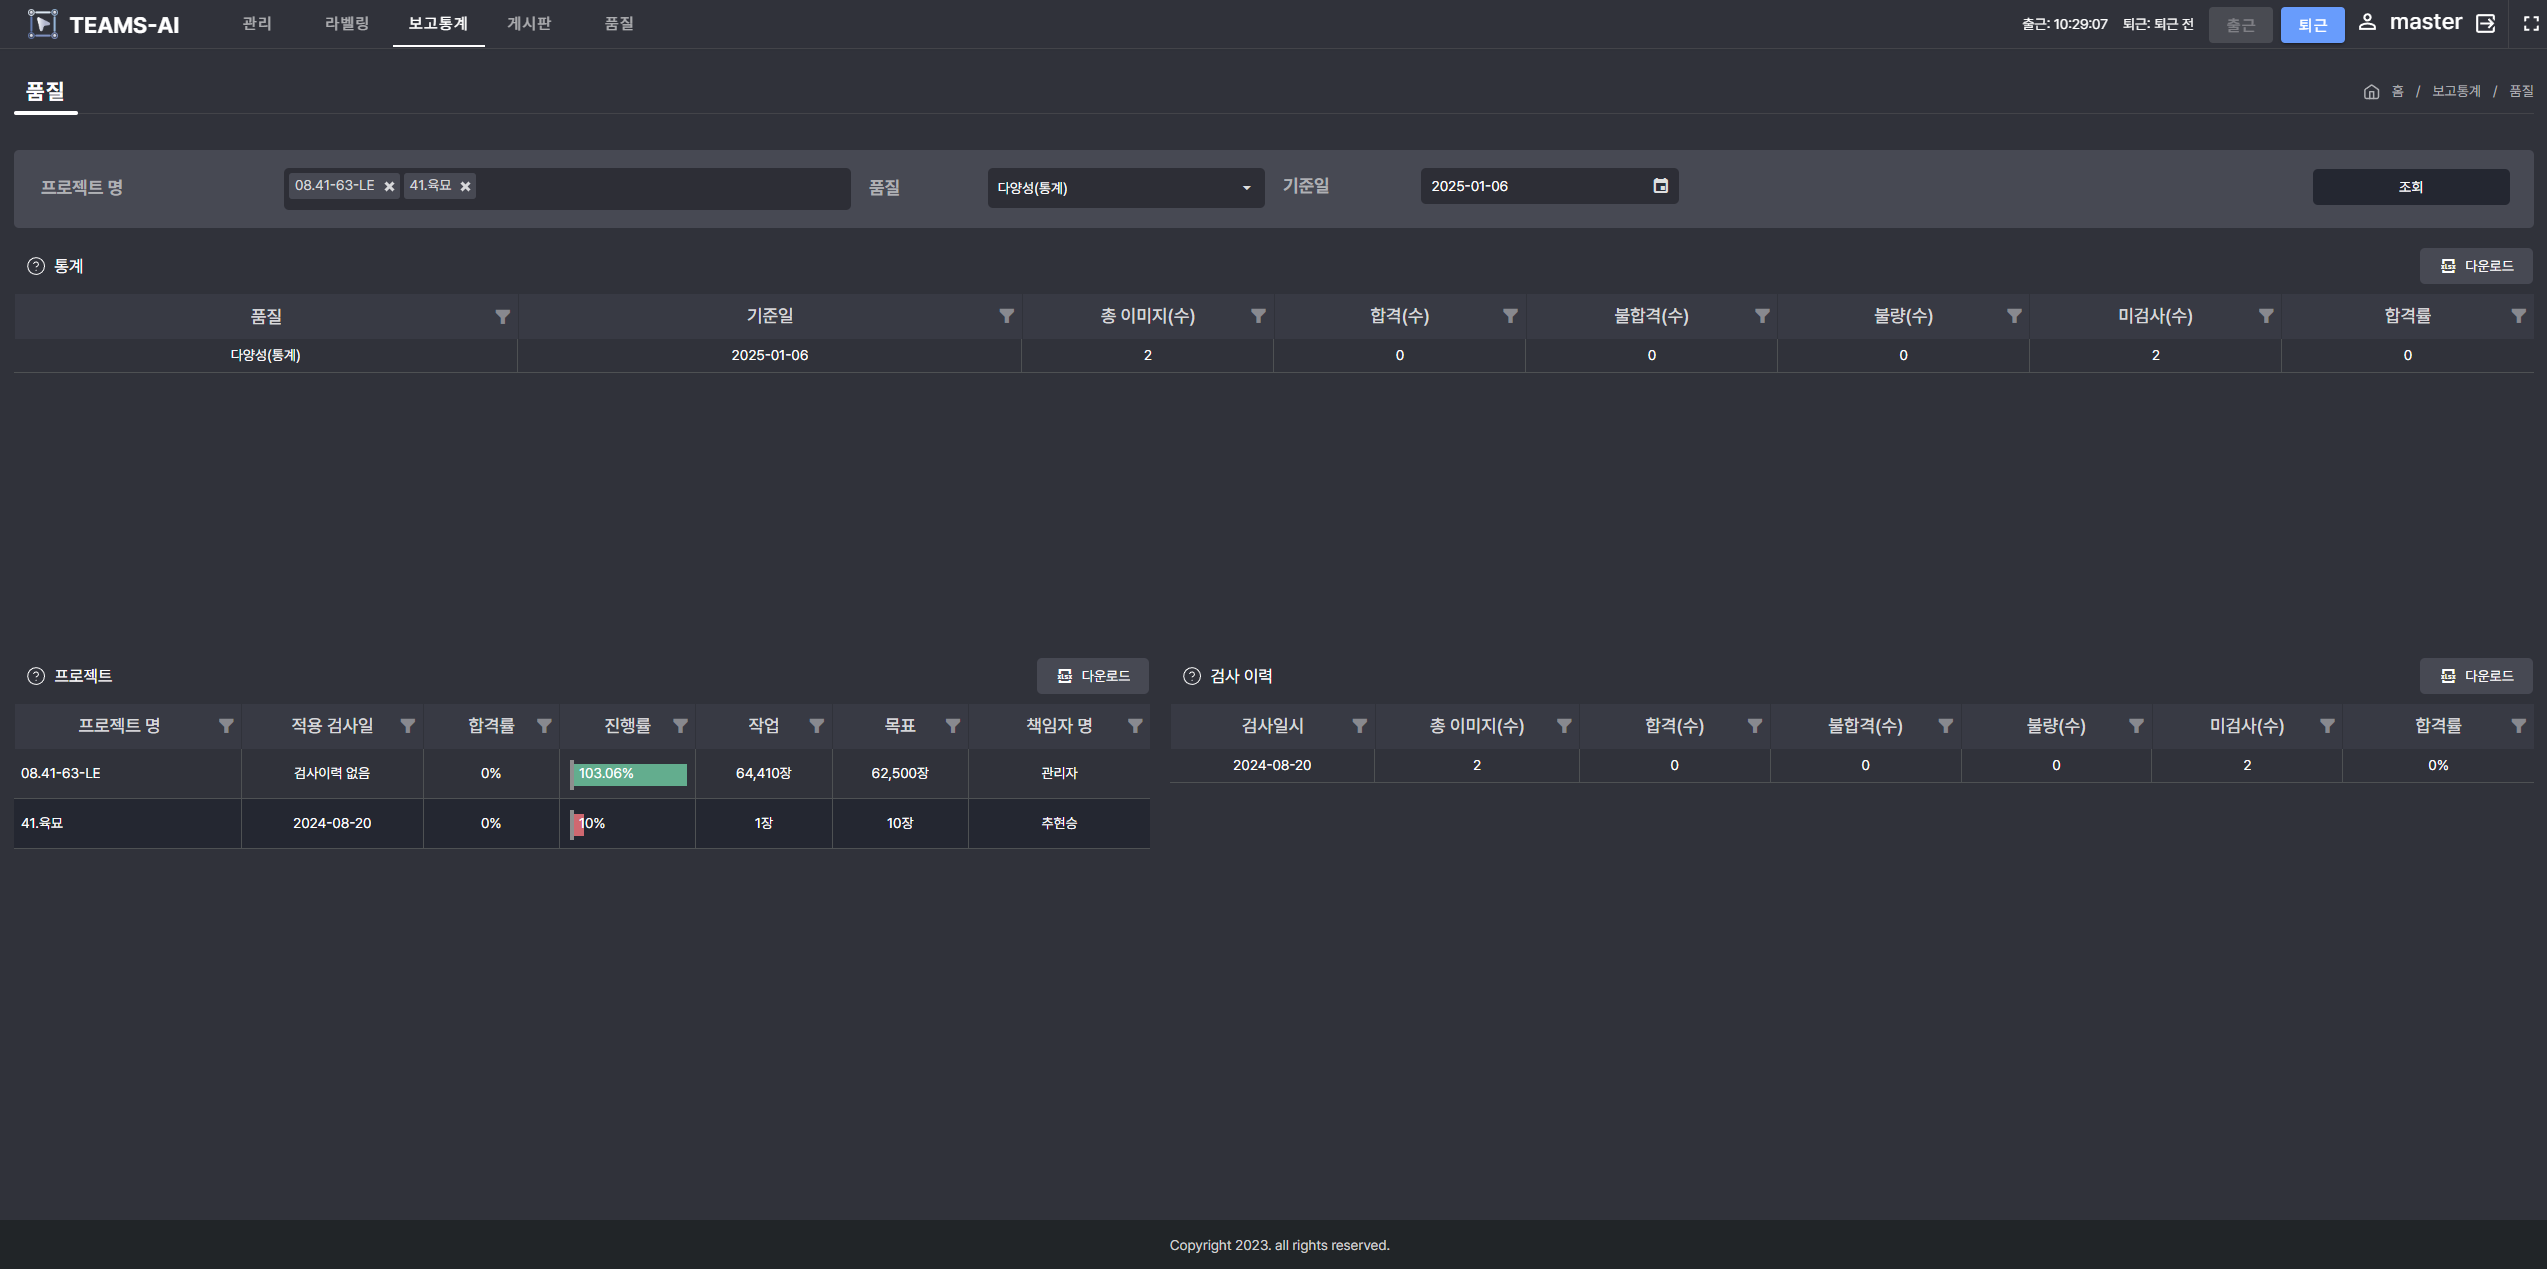 TEAMS-AI 관리 라벨링 보고통계 게시판 품질 출근: 10:29:07 퇴근: 퇴근 전 출근 퇴근 master
품질
홈 / 보고통계 / 품질
프로젝트 명 08.41-63-LE 41.육묘 품질 다양성(통계) 기준일 2025-01-06 조회
통계 다운로드
품질 기준일 총 이미지(수) 합격(수) 불합격(수) 불량(수) 미검사(수) 합격률
다양성(통계) 2025-01-06 2 0 0 0 2 0
프로젝트 다운로드
프로젝트 명 적용 검사일 합격률 진행률 작업 목표 책임자 명
08.41-63-LE 검사이력 없음 0% 103.06% 64,410장 62,500장 관리자
41.육묘 2024-08-20 0% 10% 1장 10장 추현승
검사 이력 다운로드
검사일시 총 이미지(수) 합격(수) 불합격(수) 불량(수) 미검사(수) 합격률
2024-08-20 2 0 0 0 2 0%
Copyright 2023. all rights reserved.